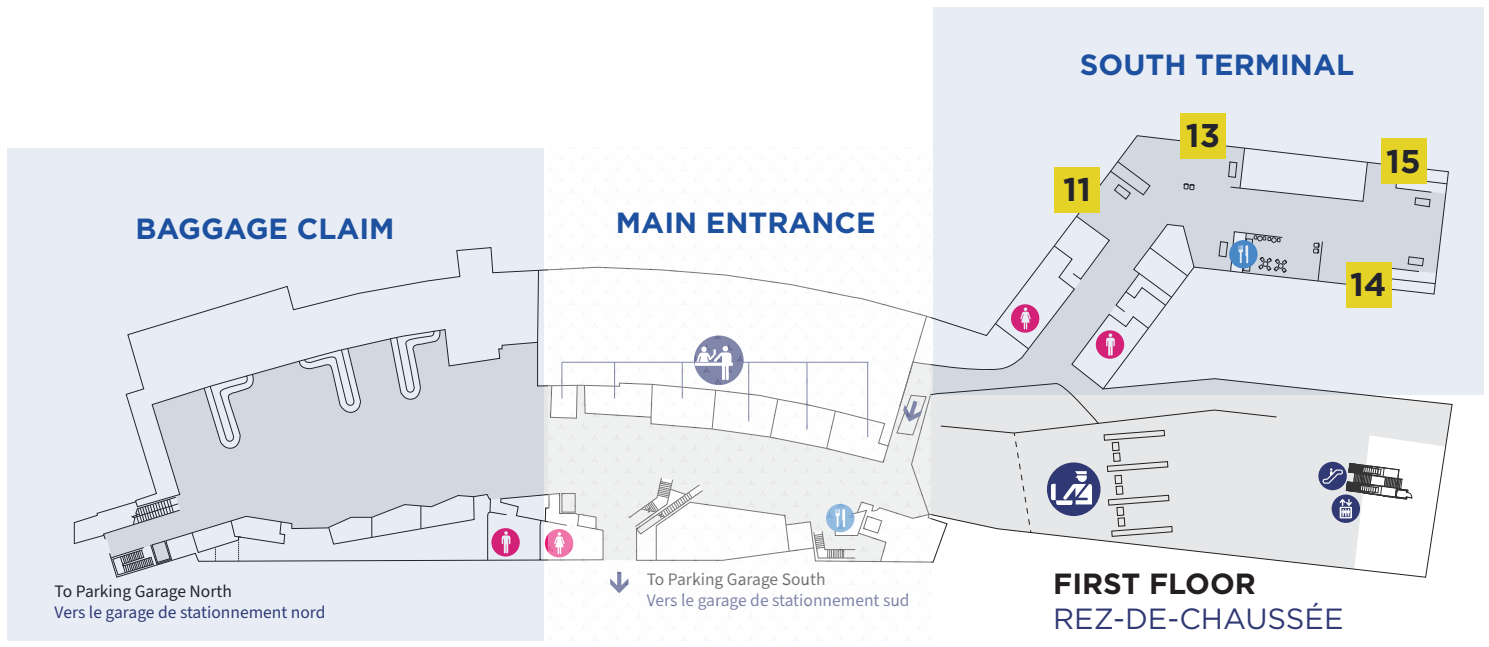 SOUTH TERMINAL
13
15
11
14
BAGGAGE CLAIM
MAIN ENTRANCE
To Parking Garage North
Vers le garage de stationnement nord
To Parking Garage South
Vers le garage de stationnement sud
FIRST FLOOR
REZ-DE-CHAUSSÉE